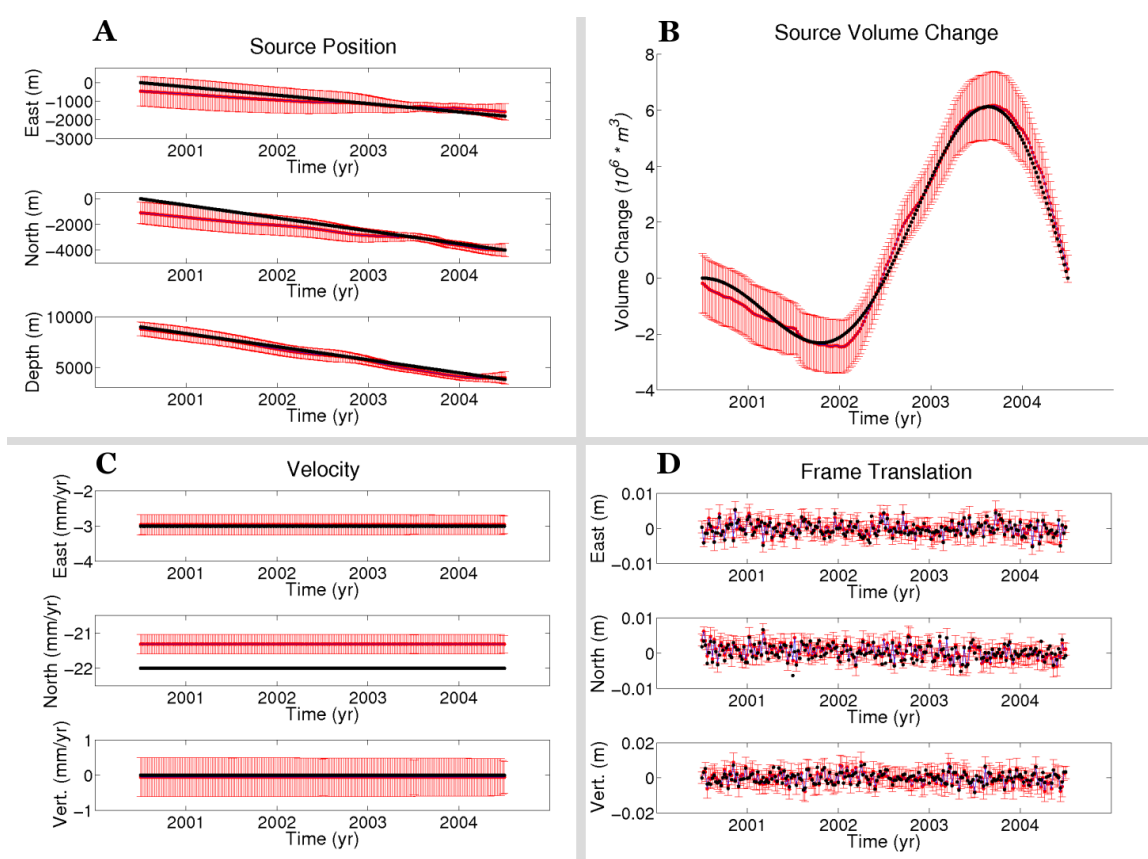 A
Source Position
0
−1000
−2000
−3000
East (m)
2001 2002 2003 2004
Time (yr)
0
−2000
−4000
North (m)
2001 2002 2003 2004
Time (yr)
10000
5000
Depth (m)
2001 2002 2003 2004
Time (yr)
B
Source Volume Change
8
6
4
2
0
−2
−4
Volume Change (10^6 * m^3)
2001 2002 2003 2004
Time (yr)
C
Velocity
−2
−3
−4
East (mm/yr)
2001 2002 2003 2004
Time (yr)
−21
−22
North (mm/yr)
2001 2002 2003 2004
Time (yr)
1
0
−1
Vert. (mm/yr)
2001 2002 2003 2004
Time (yr)
D
Frame Translation
0.01
0
−0.01
East (m)
2001 2002 2003 2004
Time (yr)
0.01
0
−0.01
North (m)
2001 2002 2003 2004
Time (yr)
0.02
0
−0.02
Vert. (m)
2001 2002 2003 2004
Time (yr)